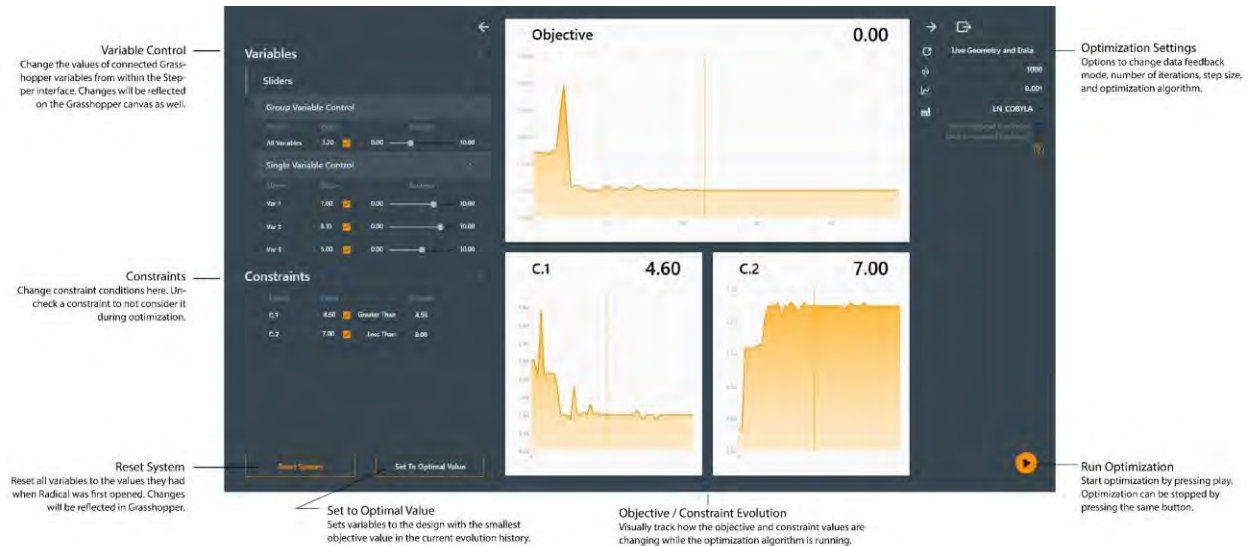 Variable Control
Change the values of connected Grass-
hopper variables from within the Step-
per interface. Changes will be reflected
on the Grasshopper canvas as well.
Constraints
Change constraint conditions here. Un-
check a constraint to not consider it
during optimization.
Reset System
Reset all variables to the values they had
when Radical was first opened. Changes
will be reflected in Grasshopper.
Variables
Sliders
Group Variable Control
All Variables 0.00 10.00
Single Variable Control
Var 1 7.00 0.00 10.00
Var 2 0.00 10.00
5.00 0.00 10.00
Constraints
C.1 4.60 Greater Than
C.2 7.00 Less Than
Reset System
Set To Optimal Value
Set to Optimal Value
Sets variables to the design with the smallest
objective value in the current evolution history.
Objective 0.00
C.1 4.60
C.2 7.00
Objective / Constraint Evolution
Visually track how the objective and constraint values are
changing while the optimization algorithm is running.
Live Geometry and Data
1000
0.001
LN_COBYLA
Optimization Settings
Options to change data feedback
mode, number of iterations, step size,
and optimization algorithm.
Run Optimization
Start optimization by pressing play.
Optimization can be stopped by
pressing the same button.